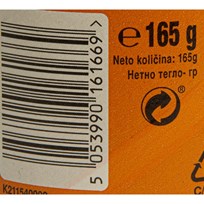 e 165 g
Neto količina: 165g
Нетно тегло- гр
5 053990 161669 >